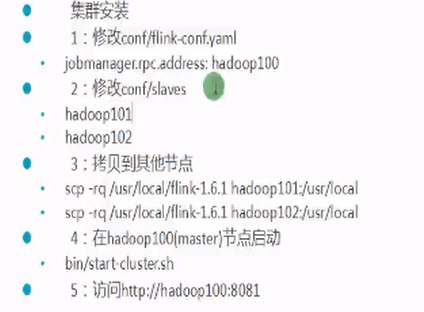 集群安装
1：修改conf/flink-conf.yaml
jobmanager.rpc.address: hadoop100
2：修改conf/slaves
hadoop101
hadoop102
3：拷贝到其他节点
scp -rq /usr/local/flink-1.6.1 hadoop101:/usr/local
scp -rq /usr/local/flink-1.6.1 hadoop102:/usr/local
4：在hadoop100(master)节点启动
bin/start-cluster.sh
5：访问http://hadoop100:8081